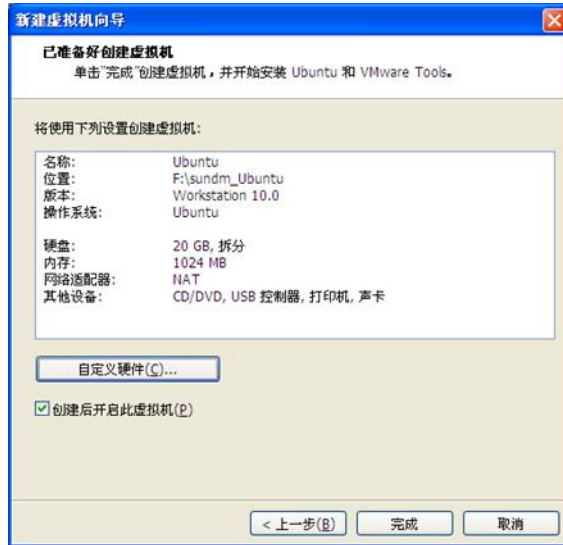 新建虚拟机向导
已准备好创建虚拟机
单击"完成"创建虚拟机，并开始安装 Ubuntu 和 VMware Tools。
将使用下列设置创建虚拟机:
名称: Ubuntu
位置: F:\sundm_Ubuntu
版本: Workstation 10.0
操作系统: Ubuntu
硬盘: 20 GB, 拆分
内存: 1024 MB
网络适配器: NAT
其他设备: CD/DVD, USB 控制器, 打印机, 声卡
自定义硬件(C)...
创建后开启此虚拟机(P)
< 上一步(B) 完成 取消